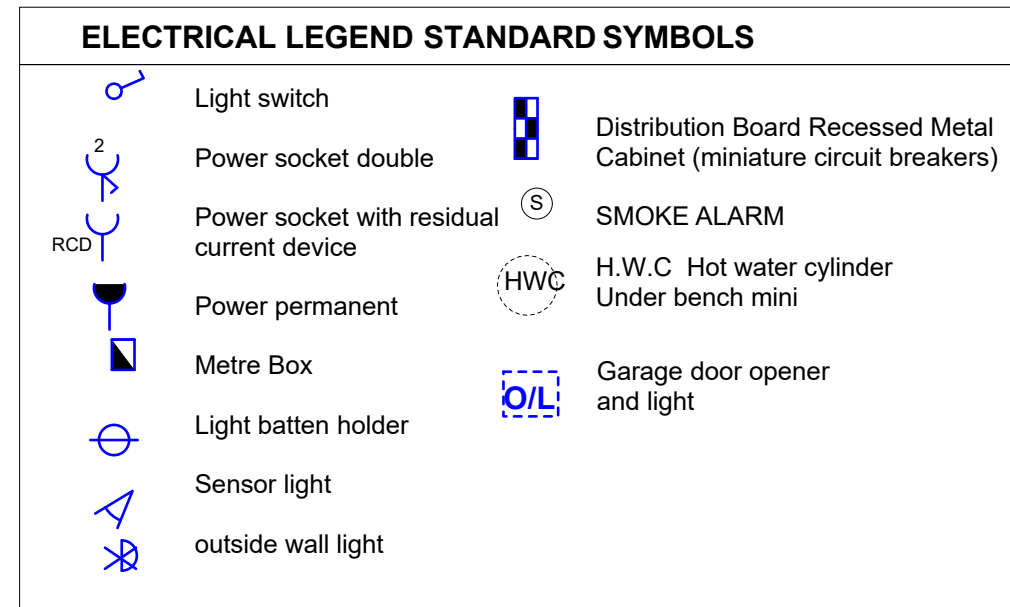 ELECTRICAL LEGEND STANDARD SYMBOLS
Light switch
2
Power socket double
RCD
Power socket with residual
current device
Power permanent
Metre Box
Light batten holder
Sensor light
outside wall light
Distribution Board Recessed Metal
Cabinet (miniature circuit breakers)
S
SMOKE ALARM
HWC
H.W.C Hot water cylinder
Under bench mini
O/L
Garage door opener
and light